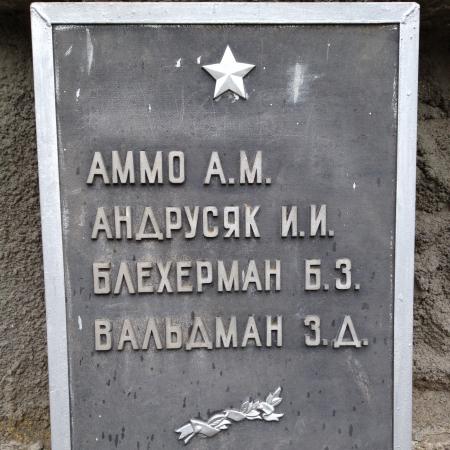 АММО А.М.
АНДРУСЯК И.И.
БЛЕХЕРМАН Б.З.
ВАЛЬДМАН З.Д.